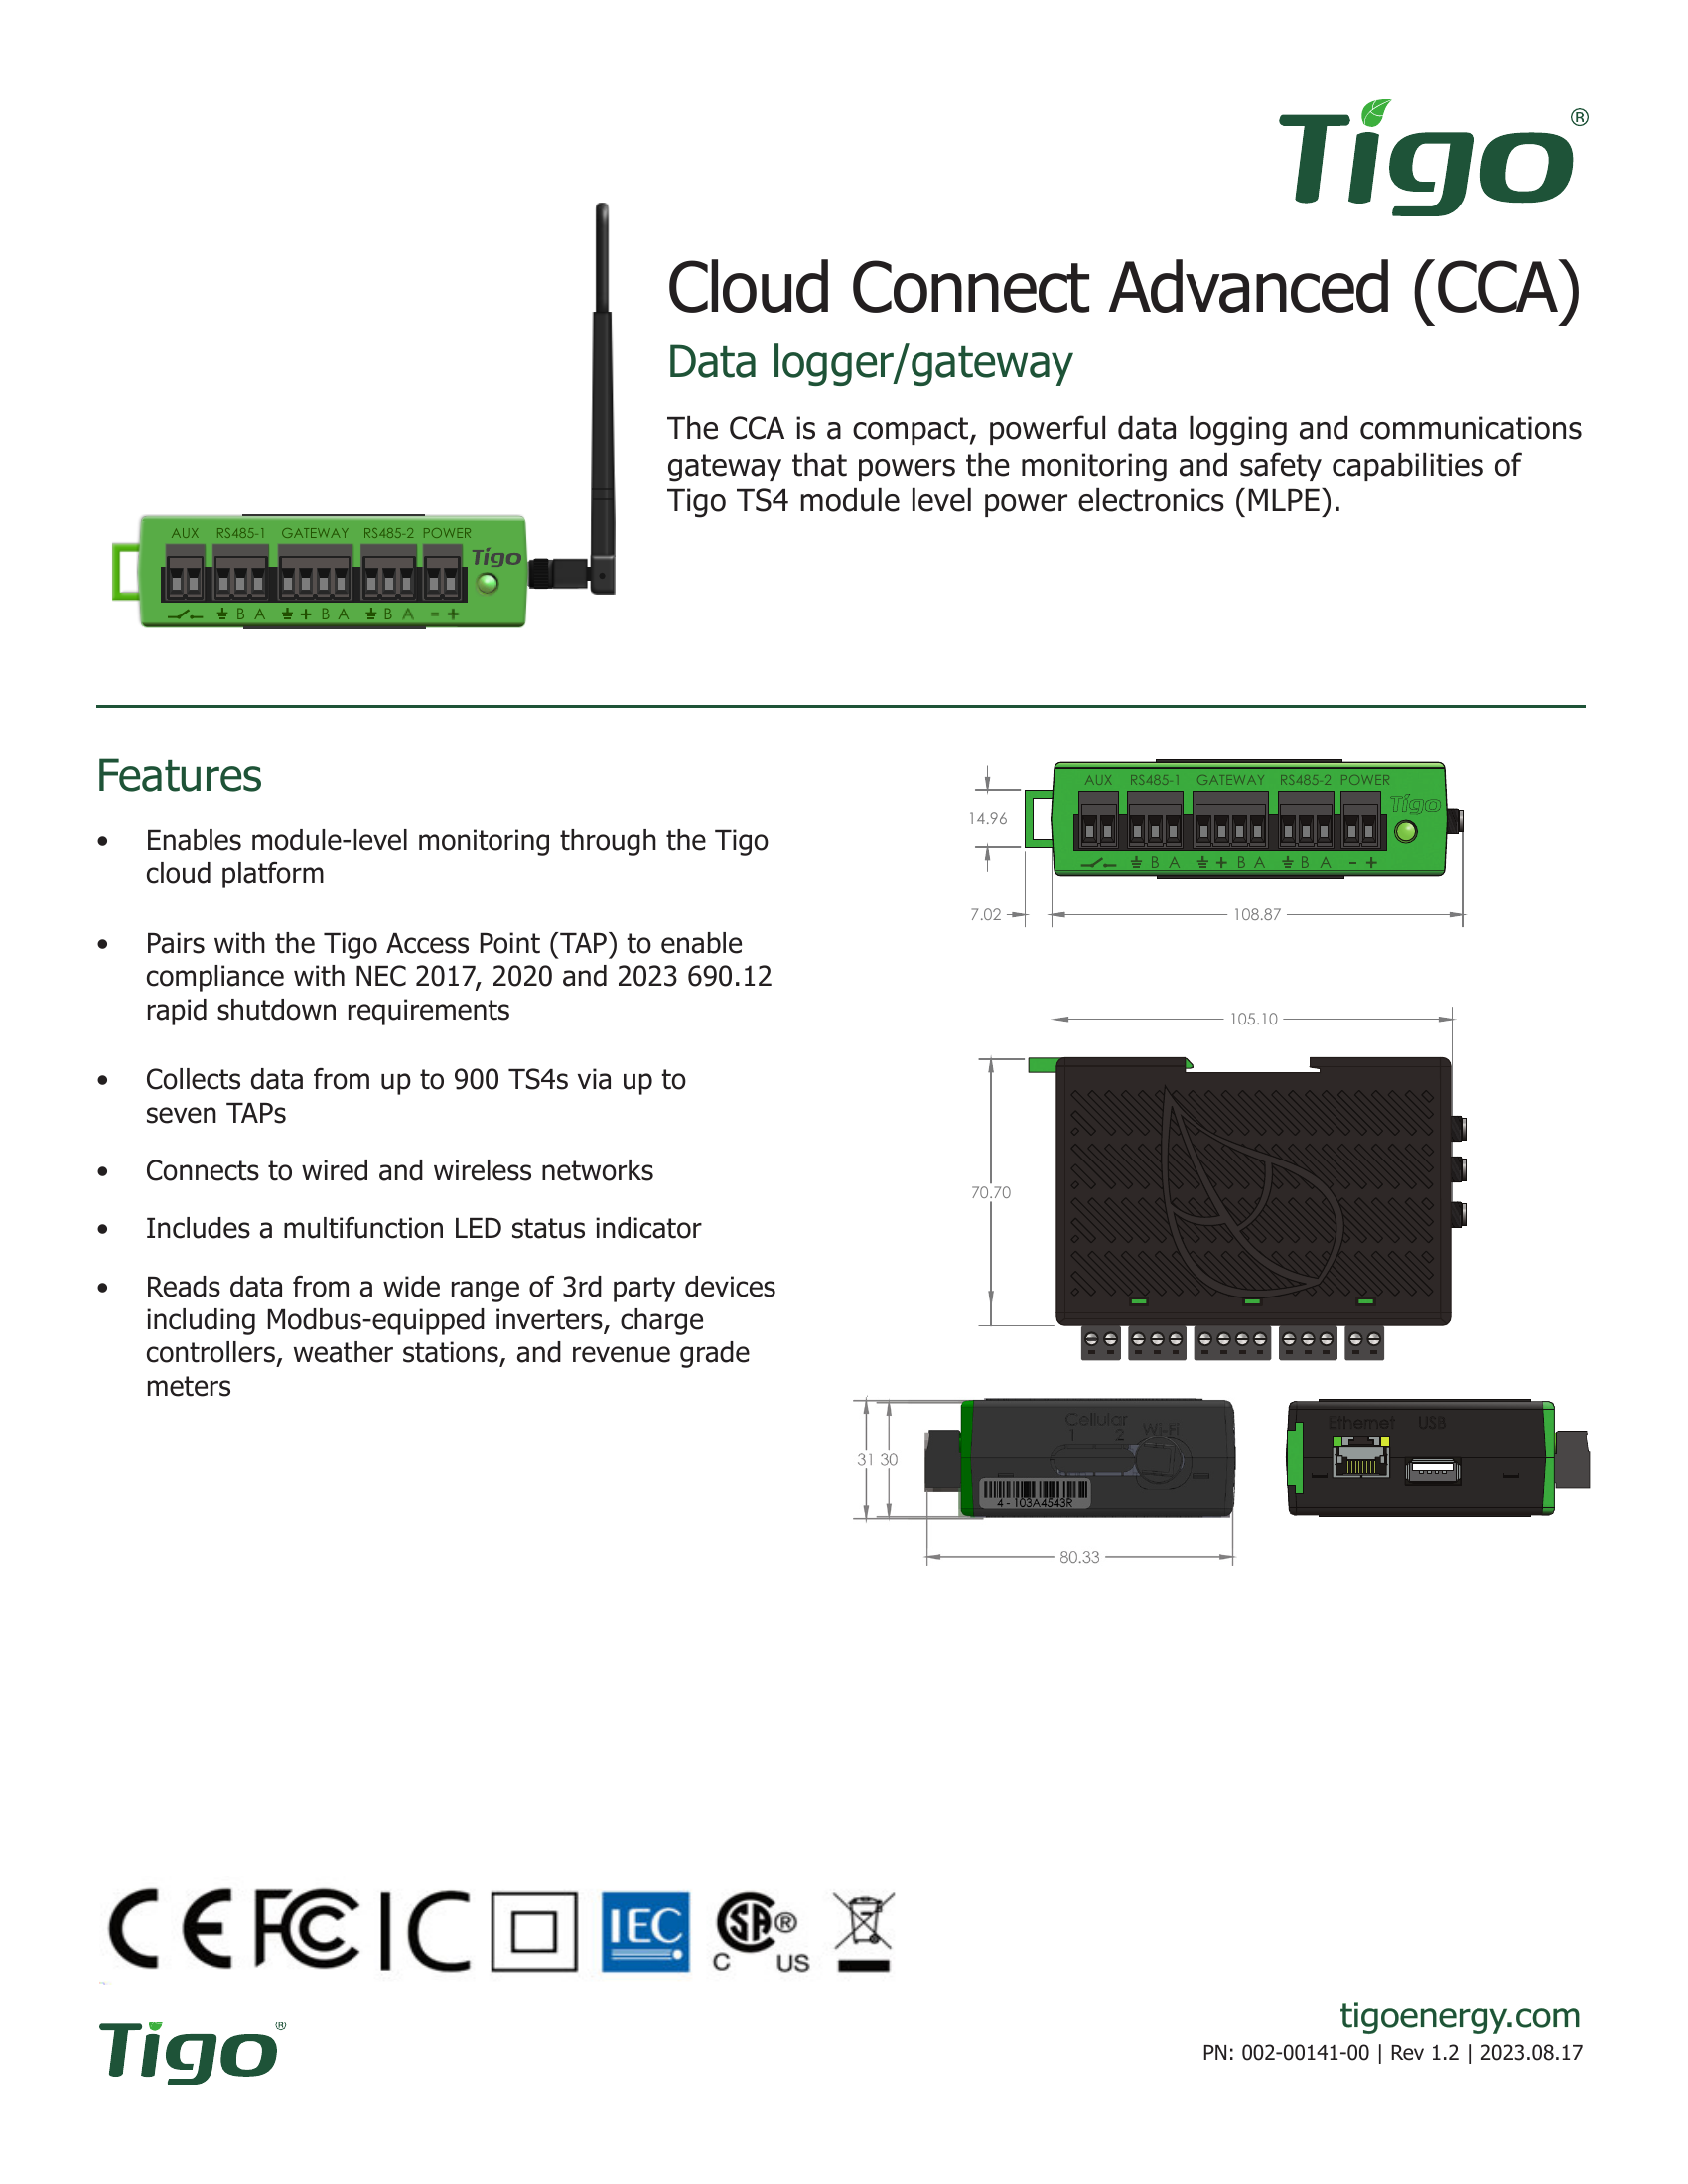 Tigo®
Cloud Connect Advanced (CCA)
Data logger/gateway
The CCA is a compact, powerful data logging and communications
gateway that powers the monitoring and safety capabilities of
Tigo TS4 module level power electronics (MLPE).
AUX RS485-1 GATEWAY RS485-2 POWER
Tigo
B A + B A B A - +
Features
• Enables module-level monitoring through the Tigo
cloud platform
• Pairs with the Tigo Access Point (TAP) to enable
compliance with NEC 2017, 2020 and 2023 690.12
rapid shutdown requirements
• Collects data from up to 900 TS4s via up to
seven TAPs
• Connects to wired and wireless networks
• Includes a multifunction LED status indicator
• Reads data from a wide range of 3rd party devices
including Modbus-equipped inverters, charge
controllers, weather stations, and revenue grade
meters
AUX RS485-1 GATEWAY RS485-2 POWER
Tigo
14.96
B A + B A B A - +
7.02
108.87
105.10
70.70
Cellular
1 2 Wi-Fi
31 30
4 - 103A4543R
80.33
Ethernet USB
CE FCC IC IEC SA®
C US
Tigo®
tigoenergy.com
PN: 002-00141-00 | Rev 1.2 | 2023.08.17